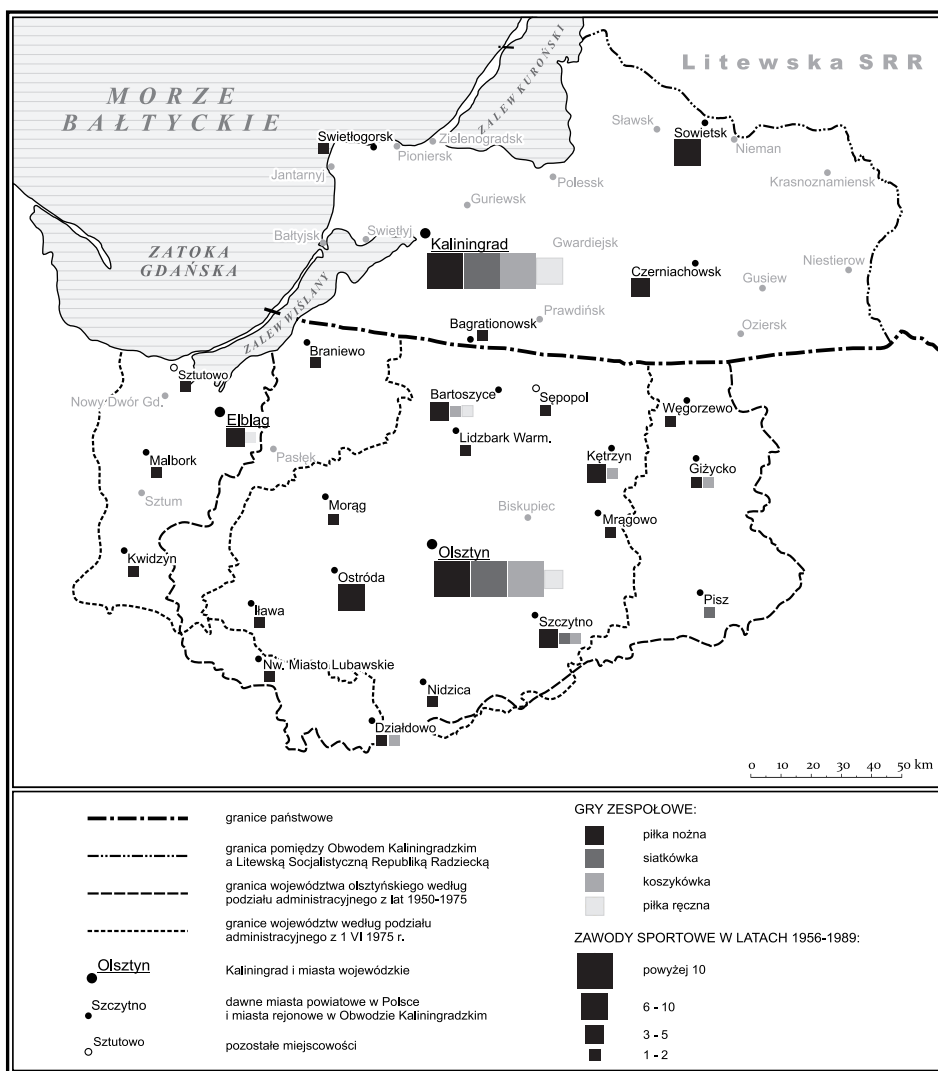 Litewska SRR
MORZE
BAŁTYCKIE
ZALEW KUROŃSKI
Sławsk
Sowietsk
Nieman
Swietłogorsk
Zielenogradsk
Pioniersk
Jantarnyj
Polessk
Krasnoznamiensk
Guriewsk
Bałtyjsk
Swietłyj
Kaliningrad
Gwardiejsk
ZATOKA
GDAŃSKA
Niestierow
Czerniachowsk
Gusiew
ZALEW WIŚLANY
Prawdińsk
Bagrationowsk
Oziersk
Braniewo
Sztutowo
Nowy Dwór Gd.
Elbląg
Bartoszyce
Sępopol
Węgorzewo
Lidzbark Warm.
Malbork
Pasłęk
Kętrzyn
Giżycko
Sztum
Morąg
Biskupiec
Mrągowo
Kwidzyn
Olsztyn
Ostróda
Iława
Pisz
Szczytno
Nw. Miasto Lubawskie
Nidzica
Działdowo
0 10 20 30 40 50 km
granice państwowe
granica pomiędzy Obwodem Kaliningradzkim
a Litewską Socjalistyczną Republiką Radziecką
granica województwa olsztyńskiego według
podziału administracyjnego z lat 1950-1975
granice województw według podziału
administracyjnego z 1 VI 1975 r.
Olsztyn
Kaliningrad i miasta wojewódzkie
Szczytno
dawne miasta powiatowe w Polsce
i miasta rejonowe w Obwodzie Kaliningradzkim
Sztutowo
pozostałe miejscowości
GRY ZESPOŁOWE:
piłka nożna
siatkówka
koszykówka
piłka ręczna
ZAWODY SPORTOWE W LATACH 1956-1989:
powyżej 10
6 - 10
3 - 5
1 - 2